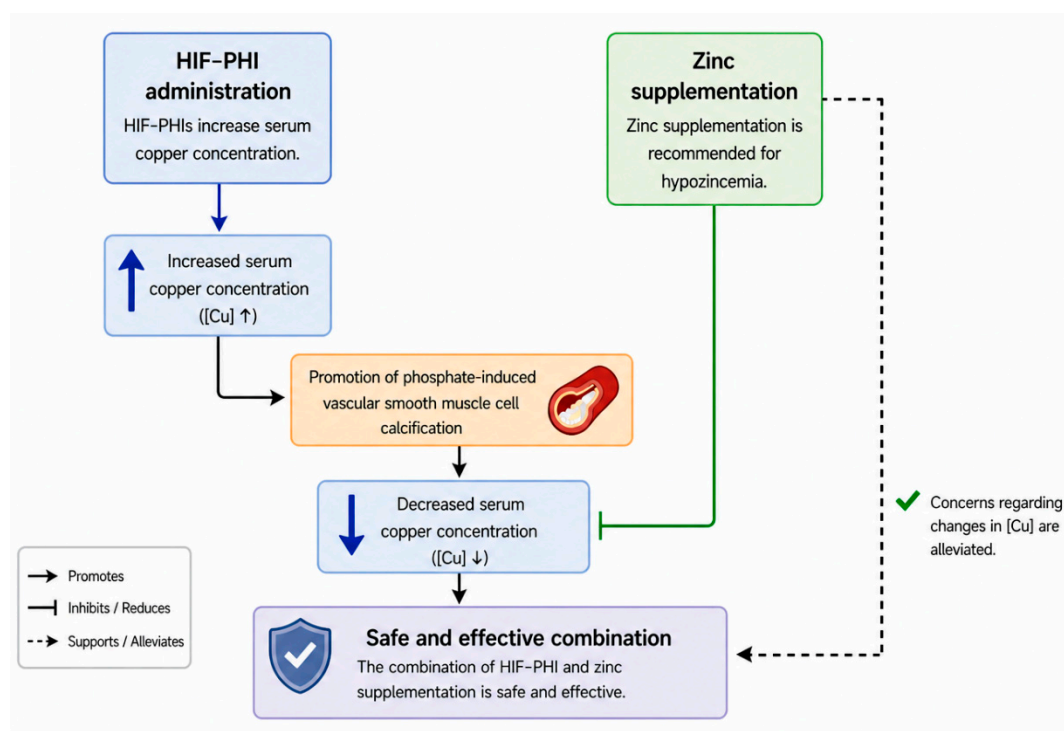 HIF-PHI
administration
HIF-PHIs increase serum
copper concentration.
Zinc
supplementation
Zinc supplementation is
recommended for
hypozincemia.
Increased serum
copper concentration
([Cu] ↑)
Promotion of phosphate-induced
vascular smooth muscle cell
calcification
Decreased serum
copper concentration
([Cu] ↓)
Concerns regarding
changes in [Cu] are
alleviated.
Promotes
Inhibits / Reduces
Supports / Alleviates
Safe and effective combination
The combination of HIF-PHI and zinc
supplementation is safe and effective.